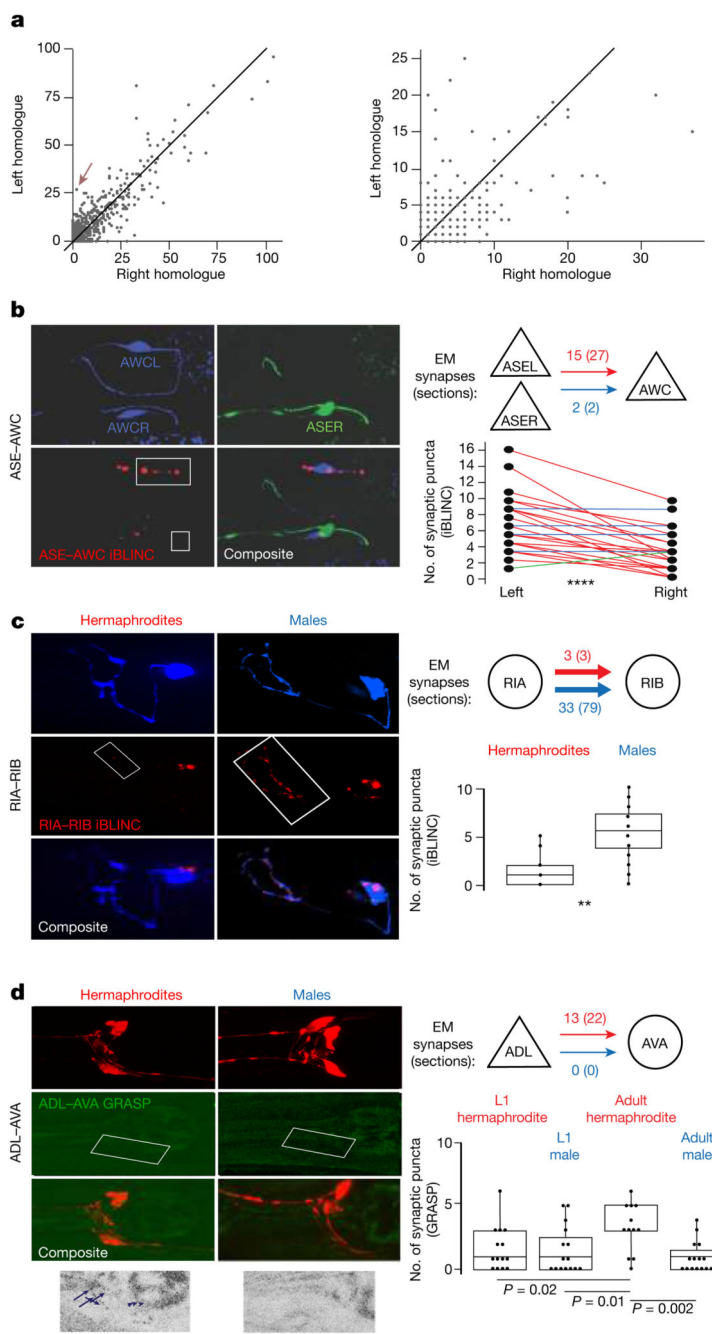 a
100
75
50
25
0
Left homologue
0 25 50 75 100
Right homologue
25
20
15
10
5
0
Left homologue
0 10 20 30
Right homologue
b
ASE–AWC
AWCL
AWCR
ASER
ASE–AWC iBLINC
Composite
EM
synapses
(sections):
ASEL
ASER
15 (27)
2 (2)
AWC
No. of synaptic puncta
(iBLINC)
16
14
12
10
8
6
4
2
0
Left
****
Right
c
Hermaphrodites
Males
RIA–RIB
RIA–RIB iBLINC
Composite
EM
synapses
(sections):
RIA
3 (3)
33 (79)
RIB
Hermaphrodites
Males
No. of synaptic puncta
(iBLINC)
10
5
0
**
d
Hermaphrodites
Males
ADL–AVA
ADL–AVA GRASP
Composite
EM
synapses
(sections):
ADL
13 (22)
0 (0)
AVA
L1
hermaphrodite
Adult
hermaphrodite
L1
male
Adult
male
No. of synaptic puncta
(GRASP)
10
5
0
P = 0.02
P = 0.01
P = 0.002